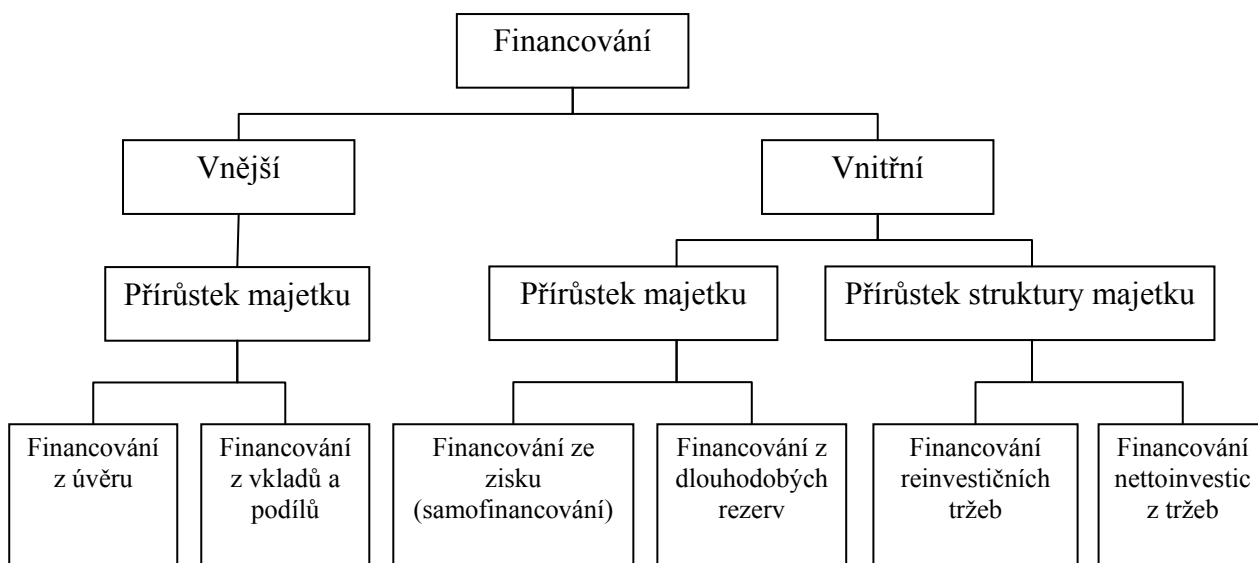 Financování
Vnější
Vnitřní
Přírůstek majetku
Přírůstek majetku
Přírůstek struktury majetku
Financování
z úvěru
Financování
z vkladů a
podílů
Financování ze
zisku
(samofinancování)
Financování z
dlouhodobých
rezerv
Financování
reinvestičních
tržeb
Financování
nettoinvestic
z tržeb